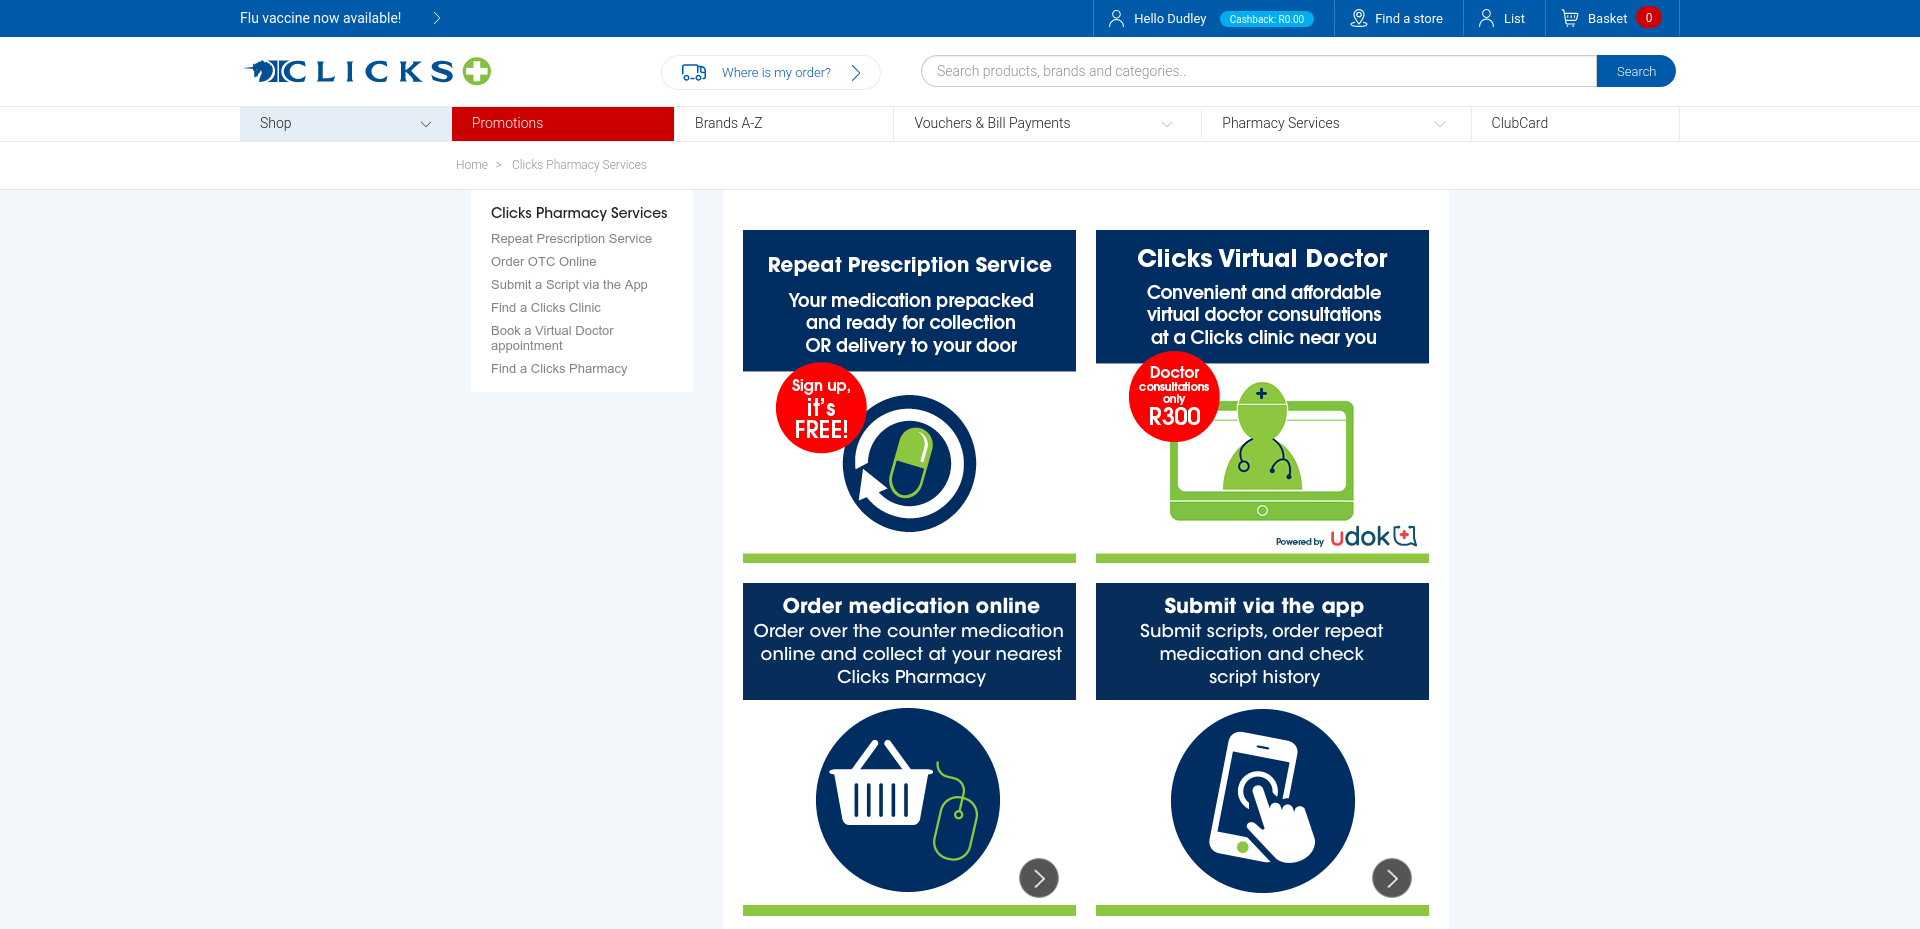 Flu vaccine now available!
Hello Dudley
Cashback: R0.00
Find a store
List
Basket
0
CLICKS
Where is my order?
Search products, brands and categories..
Search
Shop
Promotions
Brands A-Z
Vouchers & Bill Payments
Pharmacy Services
ClubCard
Home > Clicks Pharmacy Services
Clicks Pharmacy Services
Repeat Prescription Service
Order OTC Online
Submit a Script via the App
Find a Clicks Clinic
Book a Virtual Doctor
appointment
Find a Clicks Pharmacy
Repeat Prescription Service
Your medication prepacked
and ready for collection
OR delivery to your door
Sign up,
it's
FREE!
Clicks Virtual Doctor
Convenient and affordable
virtual doctor consultations
at a Clicks clinic near you
Doctor
consultations
only
R300
Powered by udok
Order medication online
Order over the counter medication
online and collect at your nearest
Clicks Pharmacy
Submit via the app
Submit scripts, order repeat
medication and check
script history